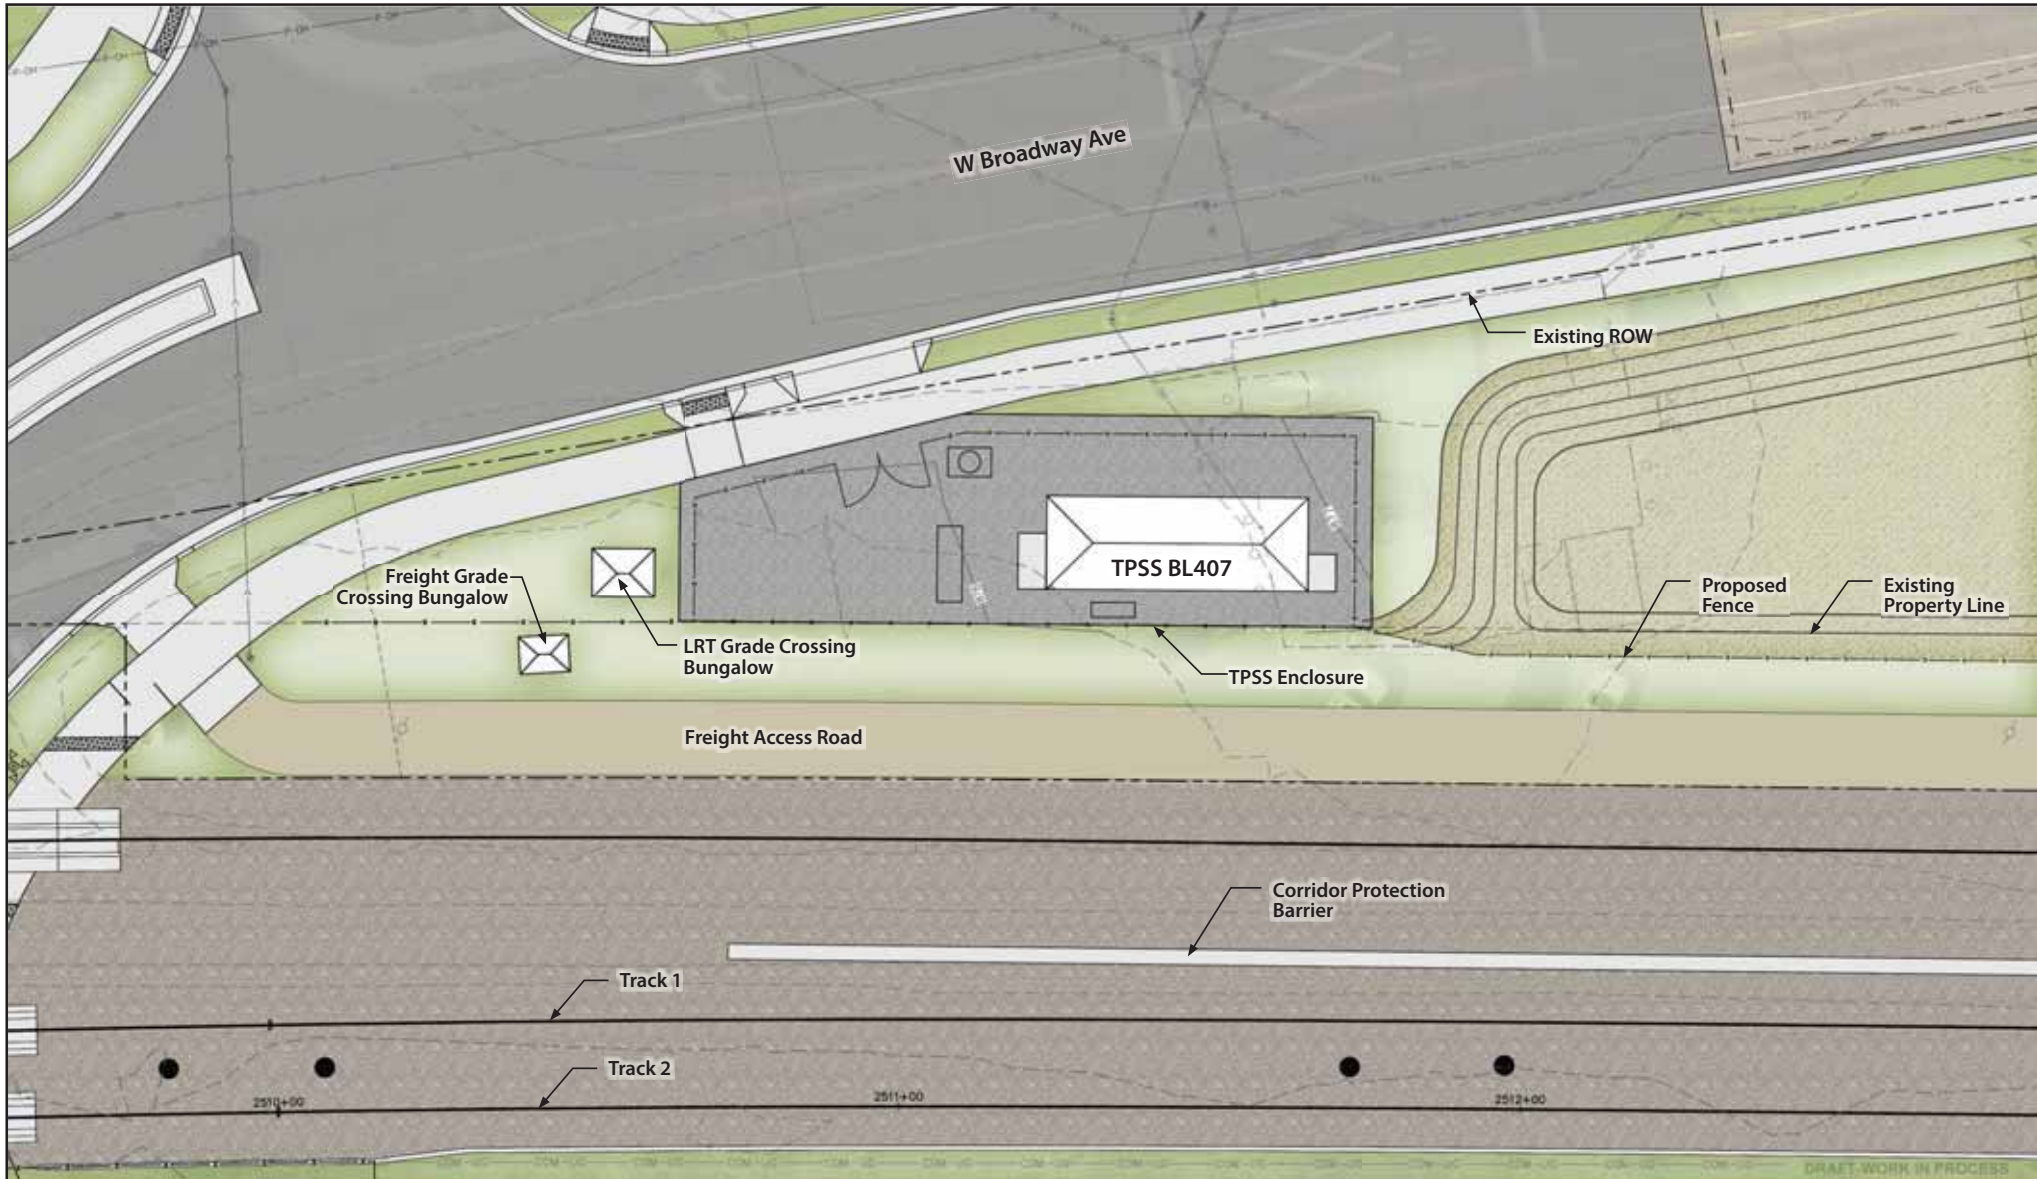 W Broadway Ave
Existing ROW
TPSS BL407
Freight Grade
Crossing Bungalow
LRT Grade Crossing
Bungalow
Proposed
Fence
Existing
Property Line
TPSS Enclosure
Freight Access Road
Corridor Protection
Barrier
Track 1
Track 2
2510+00
2511+00
2512+00
DRAFT-WORK IN PROCESS